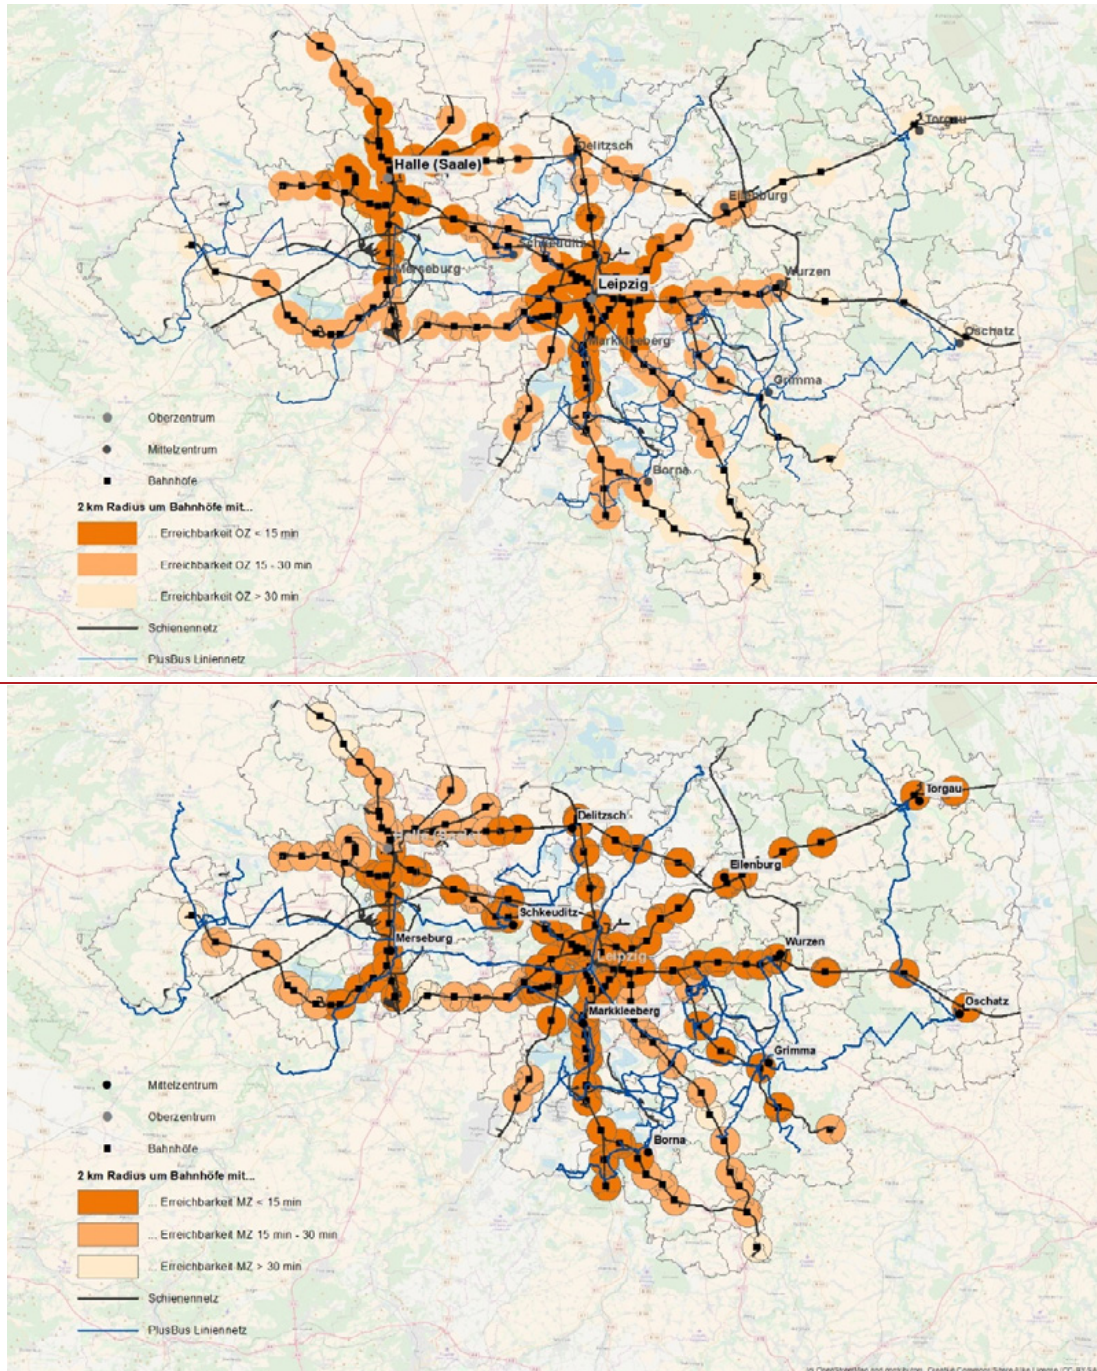 Torgau
Delitzsch
Halle (Saale)
Eilenburg
Schkeuditz
Merseburg
Leipzig
Wurzen
Markkleeberg
Oschatz
Grimma
Borna
Oberzentrum
Mittelzentrum
Bahnhöfe
2 km Radius um Bahnhöfe mit...
... Erreichbarkeit OZ < 15 min
... Erreichbarkeit OZ 15 - 30 min
... Erreichbarkeit OZ > 30 min
Schienennetz
PlusBus Liniennetz
Torgau
Delitzsch
Halle (Saale)
Eilenburg
Schkeuditz
Merseburg
Leipzig
Wurzen
Markkleeberg
Oschatz
Grimma
Borna
Mittelzentrum
Oberzentrum
Bahnhöfe
2 km Radius um Bahnhöfe mit...
... Erreichbarkeit MZ < 15 min
... Erreichbarkeit MZ 15 min - 30 min
... Erreichbarkeit MZ > 30 min
Schienennetz
PlusBus Liniennetz